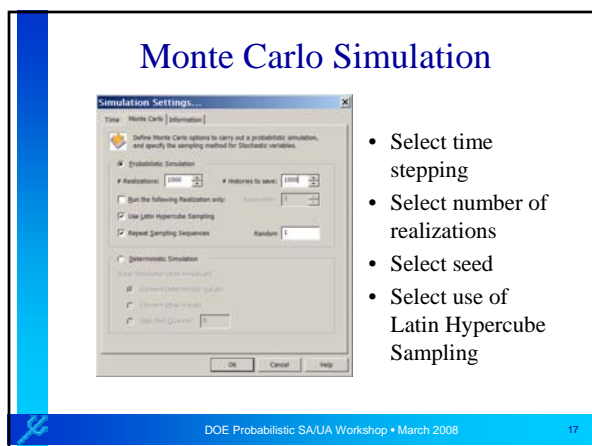 Monte Carlo Simulation
Simulation Settings...
Time Monte Carlo Information
Define Monte Carlo options to carry out a probabilistic simulation,
and specify the sampling method for Stochastic variables.
Probabilistic Simulation
# Realizations: 1000 # Histories to save: 1000
Run the following Realization only:
Use Latin Hypercube Sampling
Repeat Sampling Sequences Random 1
Deterministic Simulation
OK Cancel Help
• Select time
stepping
• Select number of
realizations
• Select seed
• Select use of
Latin Hypercube
Sampling
DOE Probabilistic SA/UA Workshop • March 2008 17